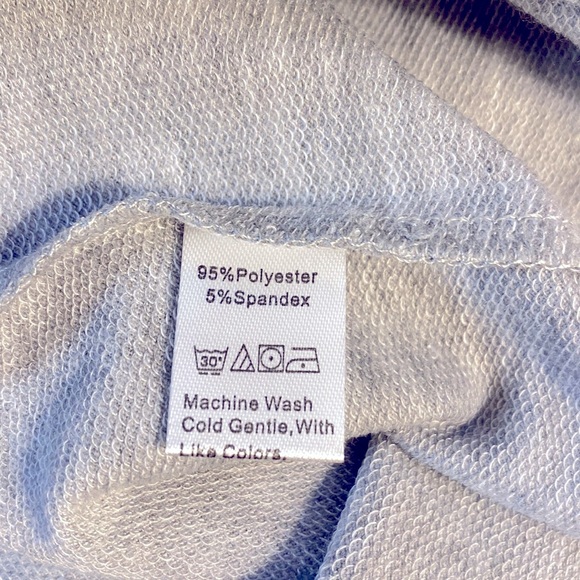 95%Polyester
5%Spandex
30°
Machine Wash
Cold Gentle,With
Like Colors.